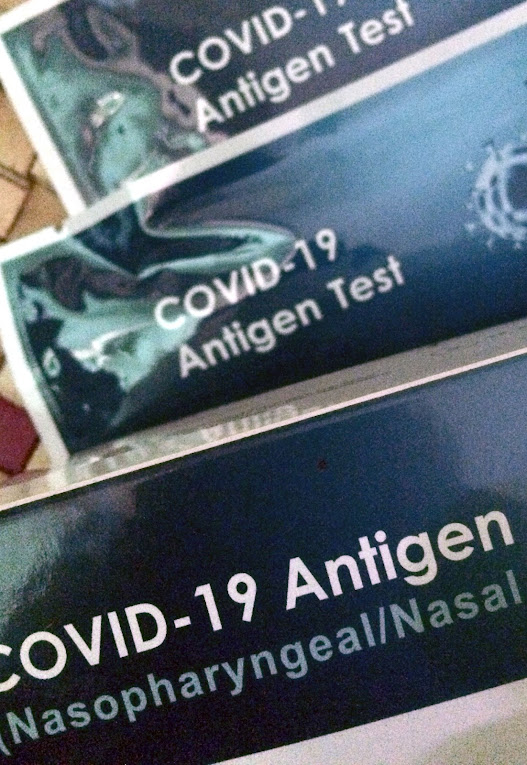 COVID-19
Antigen Test
COVID-19
Antigen Test
COVID-19 Antigen
(Nasopharyngeal/Nasal